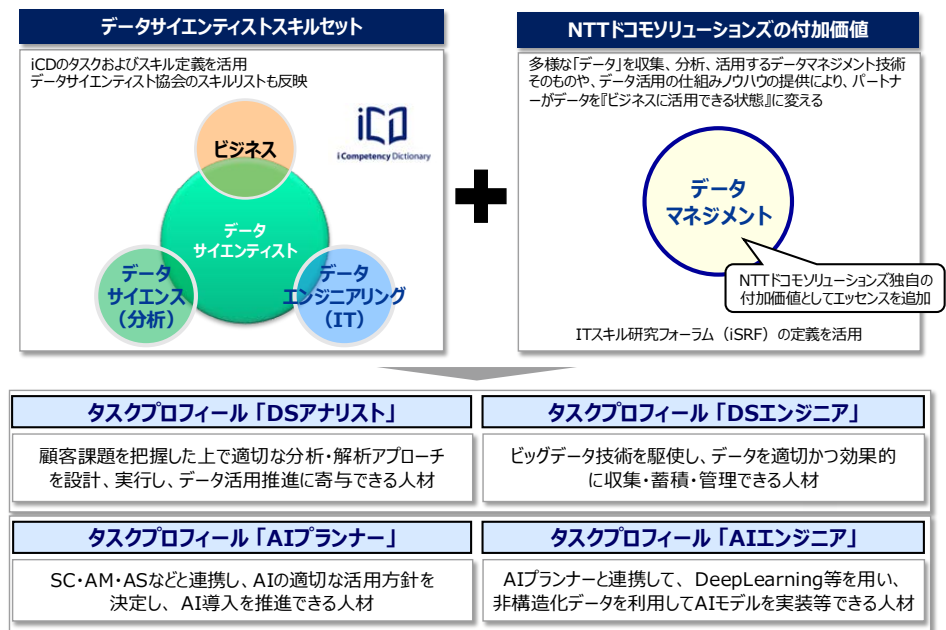 データサイエンティストスキルセット
iCDのタスクおよびスキル定義を活用
データサイエンティスト協会のスキルリストも反映
iCD
i Competency Dictionary
ビジネス
データ
サイエンティスト
データ
サイエンス
（分析）
データ
エンジニアリング
（IT）
NTTドコモソリューションズの付加価値
多様な「データ」を収集、分析、活用するデータマネジメント技術
そのものや、データ活用の仕組みノウハウの提供により、パートナ
ーがデータを『ビジネスに活用できる状態』に変える
データ
マネジメント
NTTドコモソリューションズ独自の
付加価値としてエッセンスを追加
ITスキル研究フォーラム（iSRF）の定義を活用
タスクプロフィール「DSアナリスト」
顧客課題を把握した上で適切な分析・解析アプローチ
を設計、実行し、データ活用推進に寄与できる人材
タスクプロフィール「DSエンジニア」
ビッグデータ技術を駆使し、データを適切かつ効果的
に収集・蓄積・管理できる人材
タスクプロフィール「AIプランナー」
SC・AM・ASなどと連携し、AIの適切な活用方針を
決定し、AI導入を推進できる人材
タスクプロフィール「AIエンジニア」
AIプランナーと連携して、DeepLearning等を用い、
非構造化データを利用してAIモデルを実装等できる人材